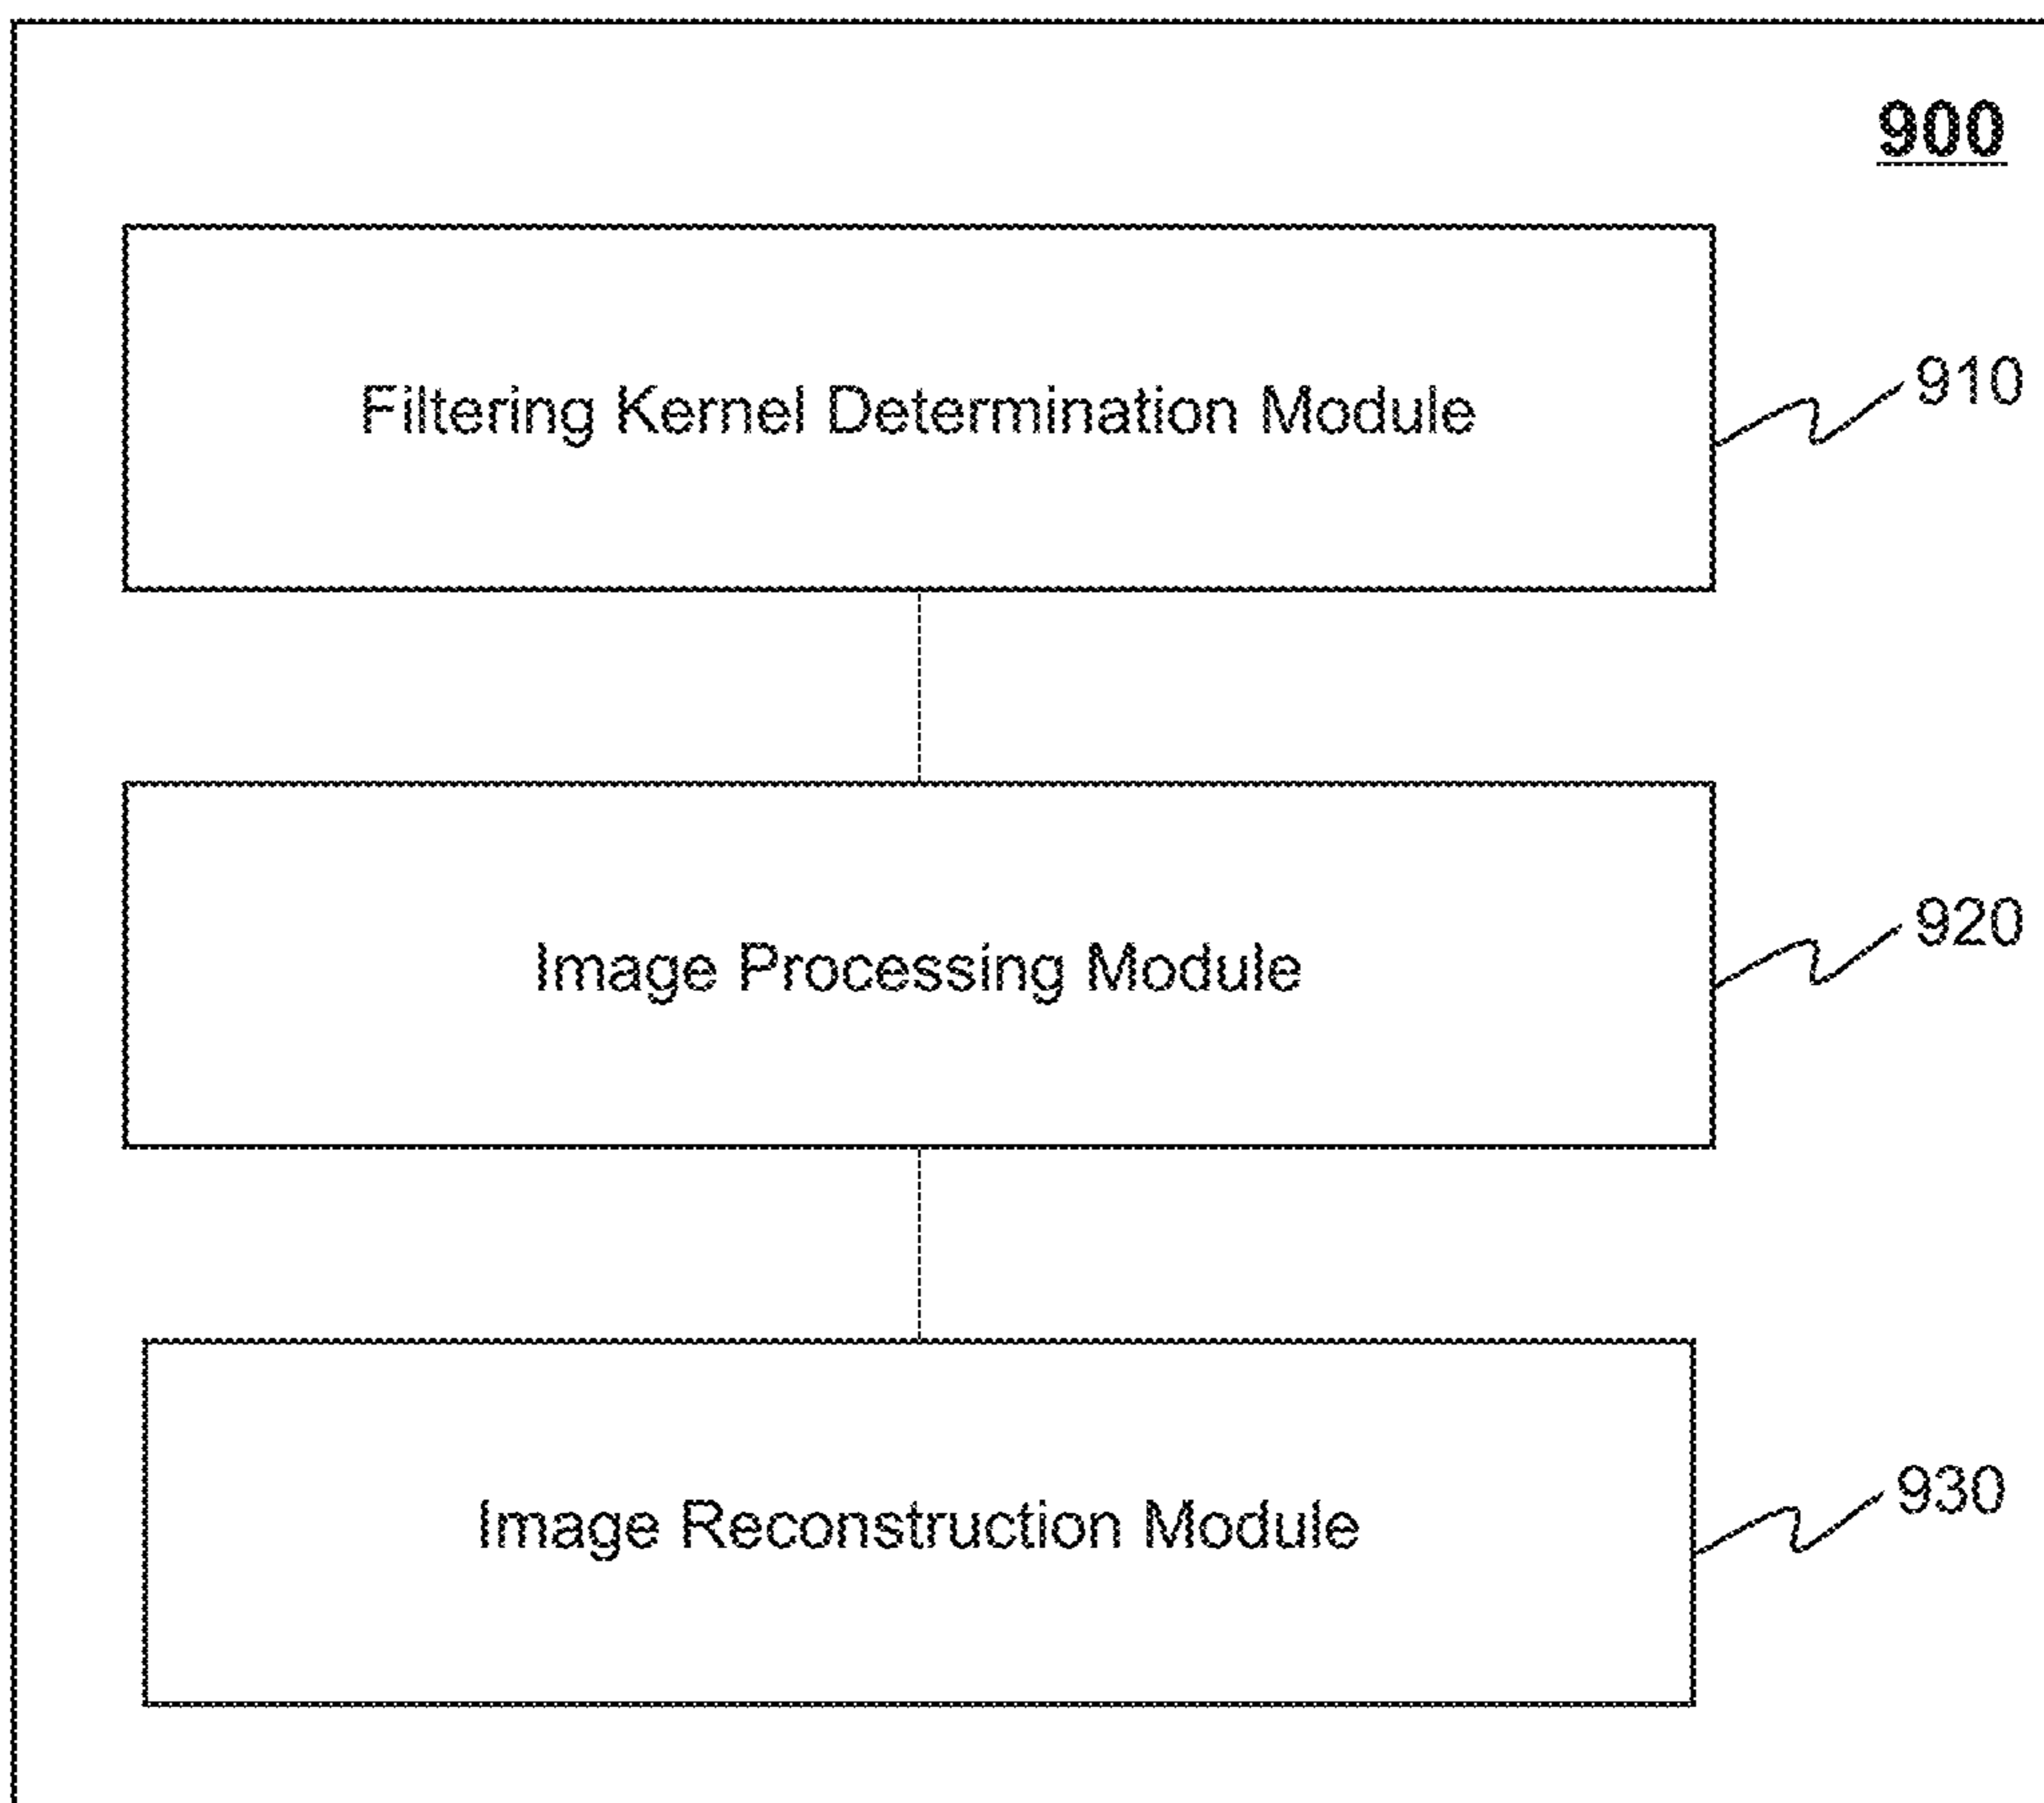 900
Filtering Kernel Determination Module
910
Image Processing Module
920
Image Reconstruction Module
930